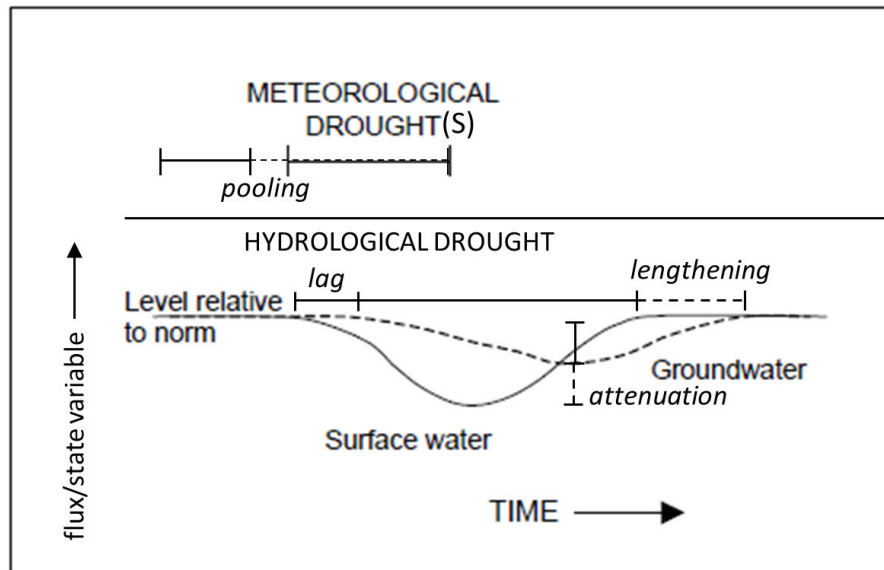 METEOROLOGICAL
DROUGHT(S)
pooling
HYDROLOGICAL DROUGHT
lag
lengthening
Level relative
to norm
Groundwater
attenuation
Surface water
flux/state variable
TIME